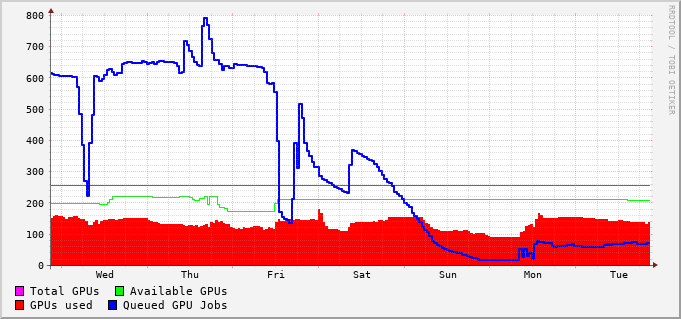 800
700
600
500
400
300
200
100
0
Wed Thu Fri Sat Sun Mon Tue
Total GPUs Available GPUs
GPUs used Queued GPU Jobs
RRDTOOL / TOBI OETIKER